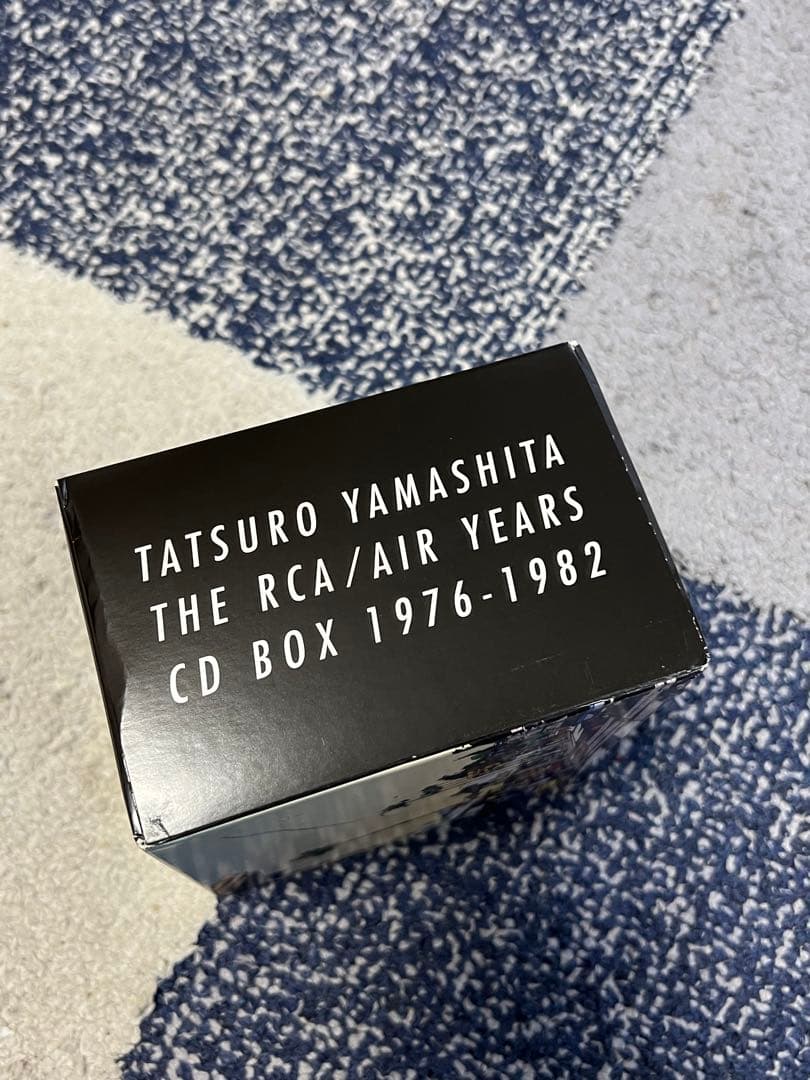 TATSURO YAMASHITA
THE RCA/AIR YEARS
CD BOX 1976-1982